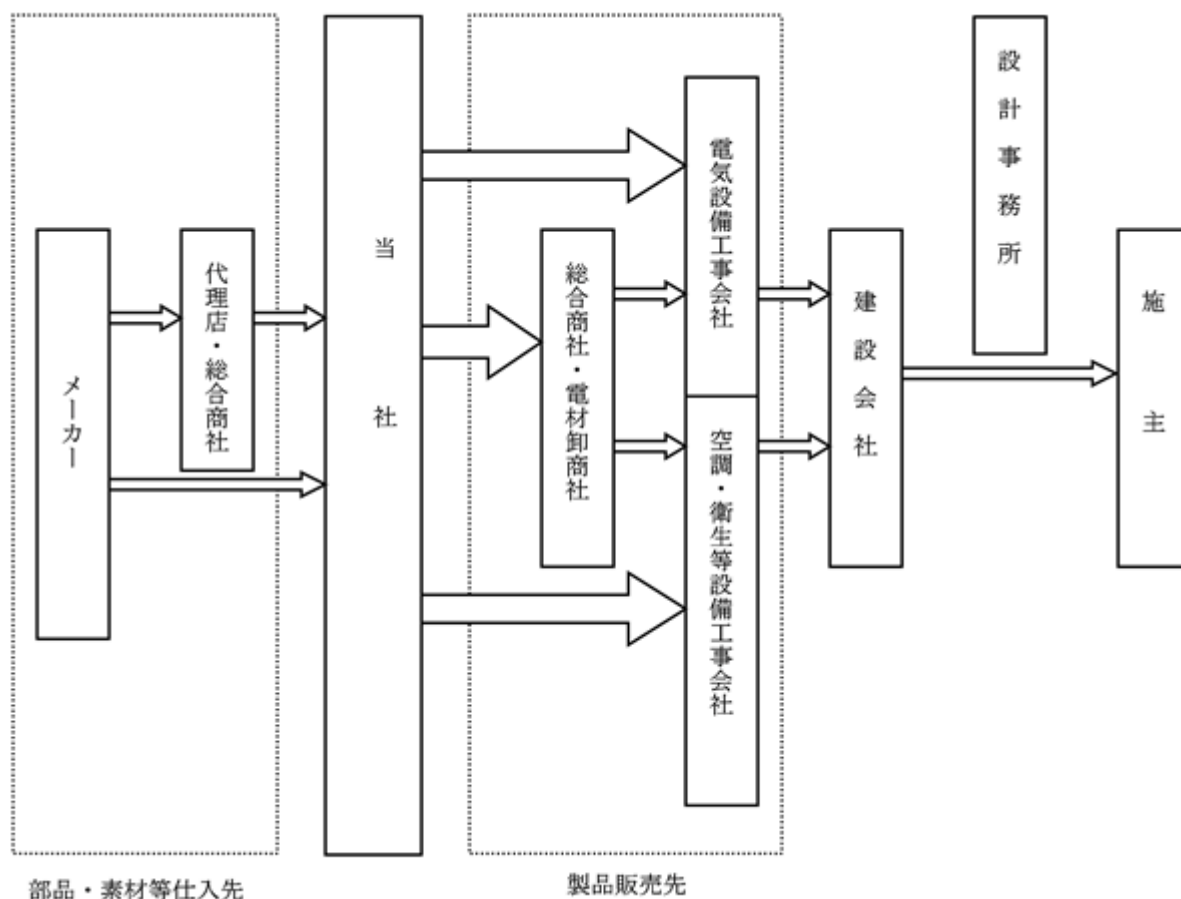 メーカー
代理店・総合商社
当社
総合商社・電材卸商社
電気設備工事会社
空調・衛生等設備工事会社
建設会社
設計事務所
施主
部品・素材等仕入先
製品販売先